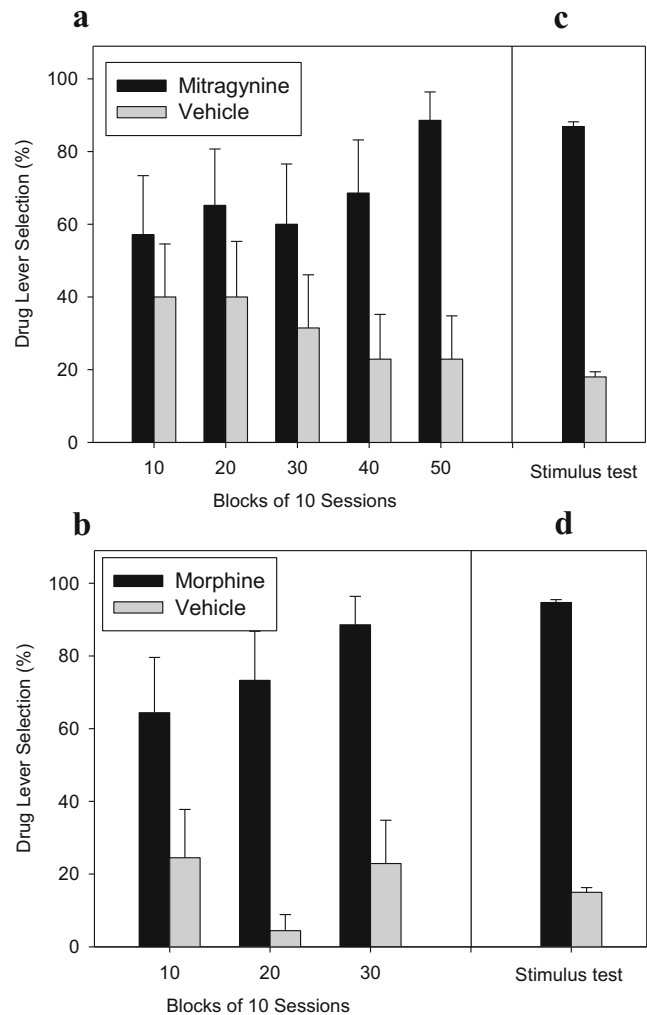 a
c
Drug Lever Selection (%)
100
80
60
40
20
0
Mitragynine
Vehicle
10 20 30 40 50
Blocks of 10 Sessions
Stimulus test
b
d
Drug Lever Selection (%)
100
80
60
40
20
0
Morphine
Vehicle
10 20 30
Blocks of 10 Sessions
Stimulus test